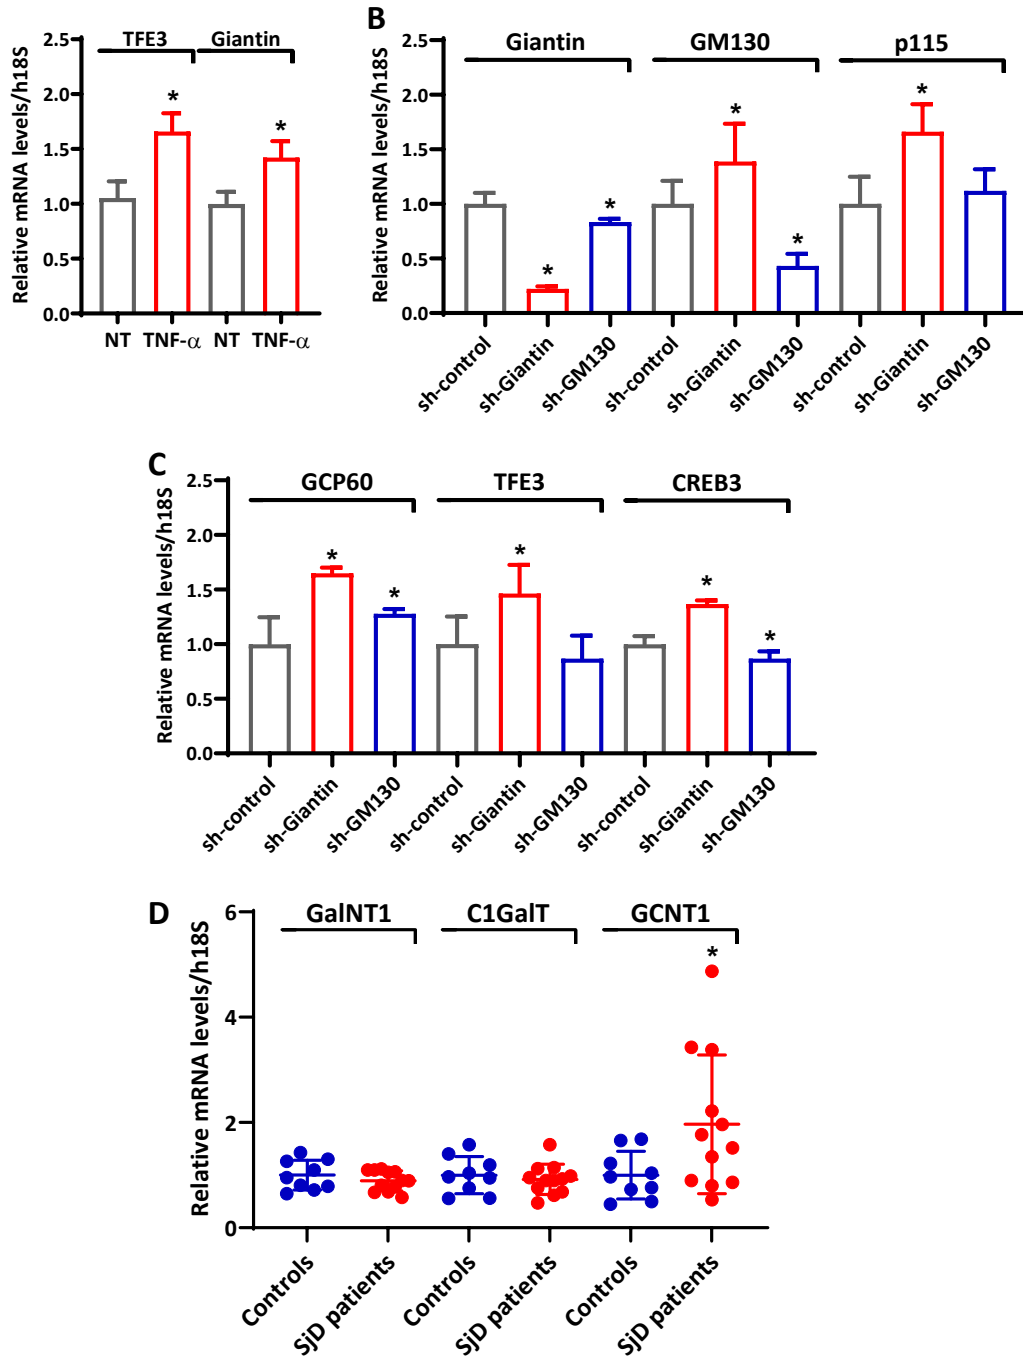 TFE3 Giantin
Relative mRNA levels/h18S
2.5
2.0
1.5
1.0
0.5
0.0
* *
NT TNF-α NT TNF-α
B
Giantin GM130 p115
Relative mRNA levels/h18S
2.5
2.0
1.5
1.0
0.5
0.0
* * * * *
sh-control sh-Giantin sh-GM130 sh-control sh-Giantin sh-GM130 sh-control sh-Giantin sh-GM130
C
GCP60 TFE3 CREB3
Relative mRNA levels/h18S
2.5
2.0
1.5
1.0
0.5
0.0
* * * * *
sh-control sh-Giantin sh-GM130 sh-control sh-Giantin sh-GM130 sh-control sh-Giantin sh-GM130
D
GalNT1 C1GalT GCNT1
Relative mRNA levels/h18S
6
4
2
0
*
Controls SjD patients Controls SjD patients Controls SjD patients